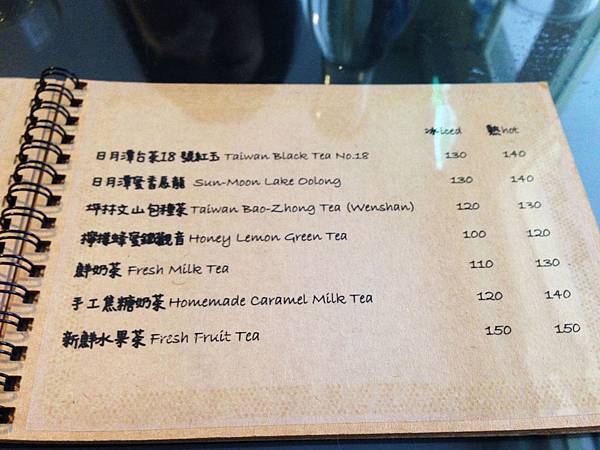 冰iced 熱hot
日月潭台茶18 號紅玉 Taiwan Black Tea No.18 130 140
日月潭蜜香烏龍 Sun-Moon Lake Oolong 130 140
坪林文山包種茶 Taiwan Bao-Zhong Tea (Wenshan) 120 130
檸檬蜂蜜鐵觀音 Honey Lemon Green Tea 100 120
鮮奶茶 Fresh Milk Tea 110 130
手工焦糖奶茶 Homemade Caramel Milk Tea 120 140
新鮮水果茶 Fresh Fruit Tea 150 150